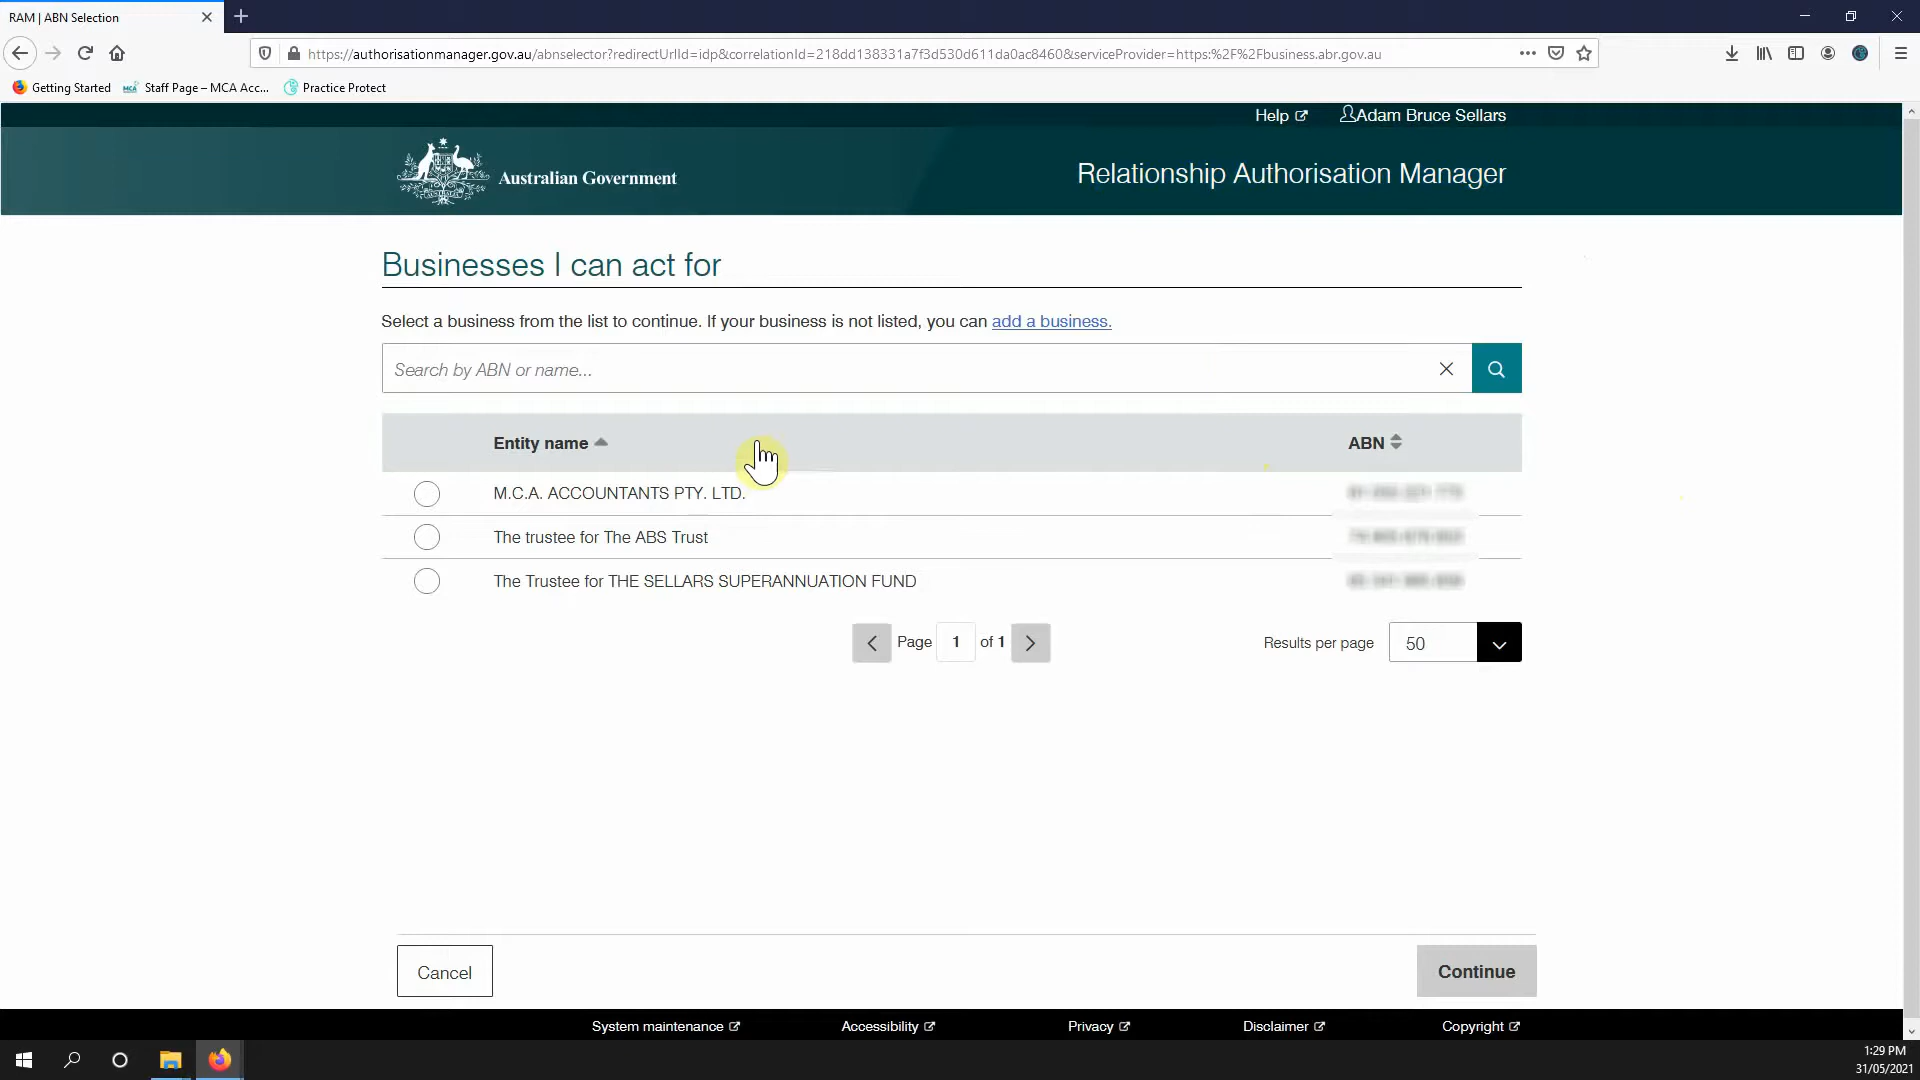 RAM | ABN Selection
https://authorisationmanager.gov.au/abnselector?redirectUrlId=idp&correlationId=218dd138331a7f3d530d611da0ac8460&serviceProvider=https:%2F%2Fbusiness.abr.gov.au
Getting Started
MCA Staff Page – MCA Acc...
Practice Protect
Help
Adam Bruce Sellars
Australian Government
Relationship Authorisation Manager
Businesses I can act for
Select a business from the list to continue. If your business is not listed, you can add a business.
Search by ABN or name...
Entity name ABN
M.C.A. ACCOUNTANTS PTY. LTD.
The trustee for The ABS Trust
The Trustee for THE SELLARS SUPERANNUATION FUND
Page 1 of 1
Results per page 50
Cancel
Continue
System maintenance
Accessibility
Privacy
Disclaimer
Copyright
1:29 PM
31/05/2021